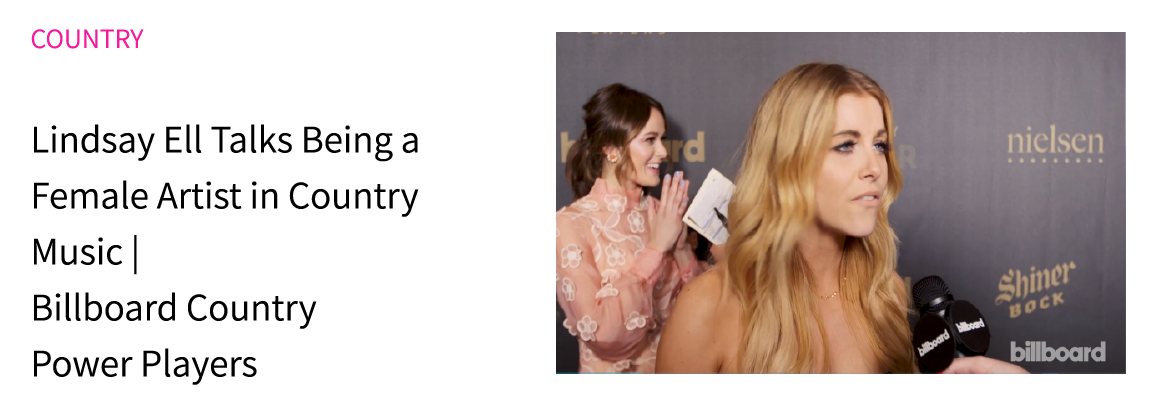 COUNTRY
Lindsay Ell Talks Being a
Female Artist in Country
Music |
Billboard Country
Power Players
nielsen
Shiner
BOCK
billboard
billboard
billboard